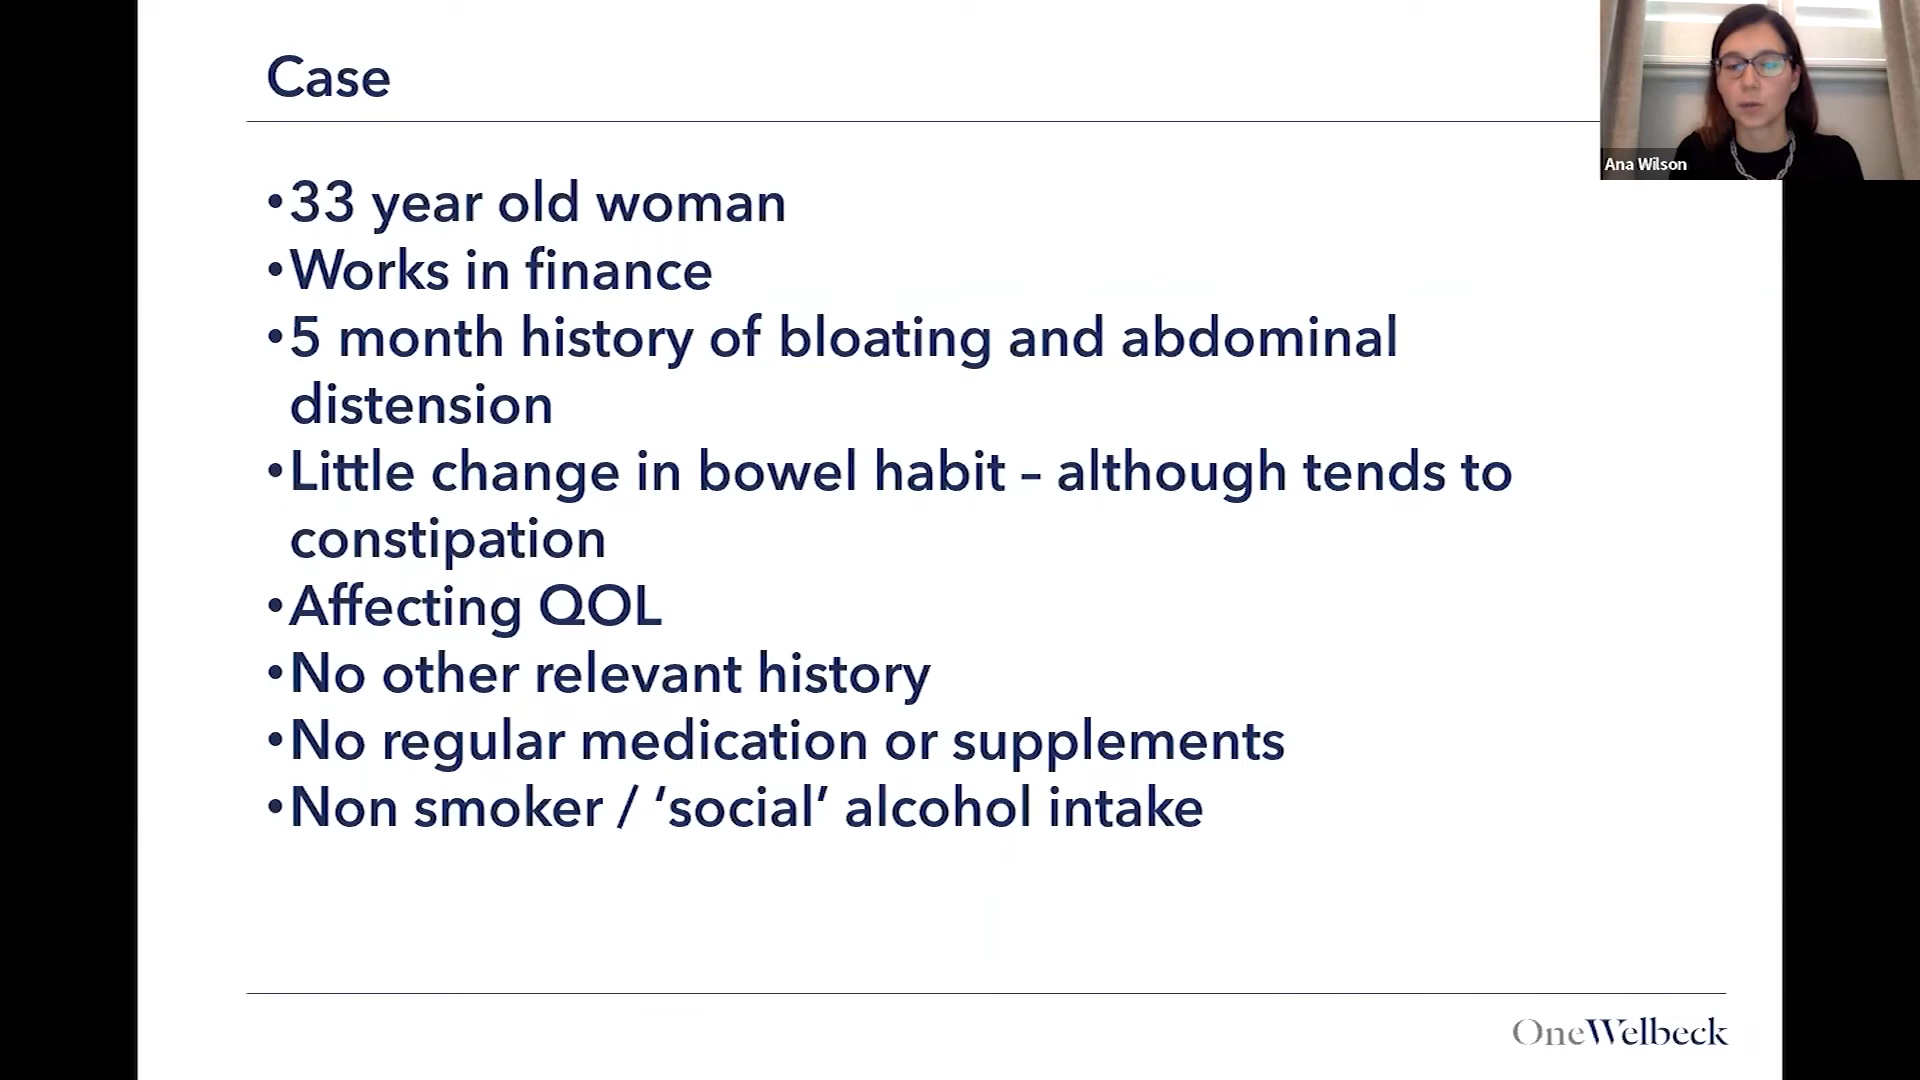 Case
Ana Wilson
•33 year old woman
•Works in finance
•5 month history of bloating and abdominal
distension
•Little change in bowel habit – although tends to
constipation
•Affecting QOL
•No other relevant history
•No regular medication or supplements
•Non smoker / ‘social’ alcohol intake
OneWelbeck